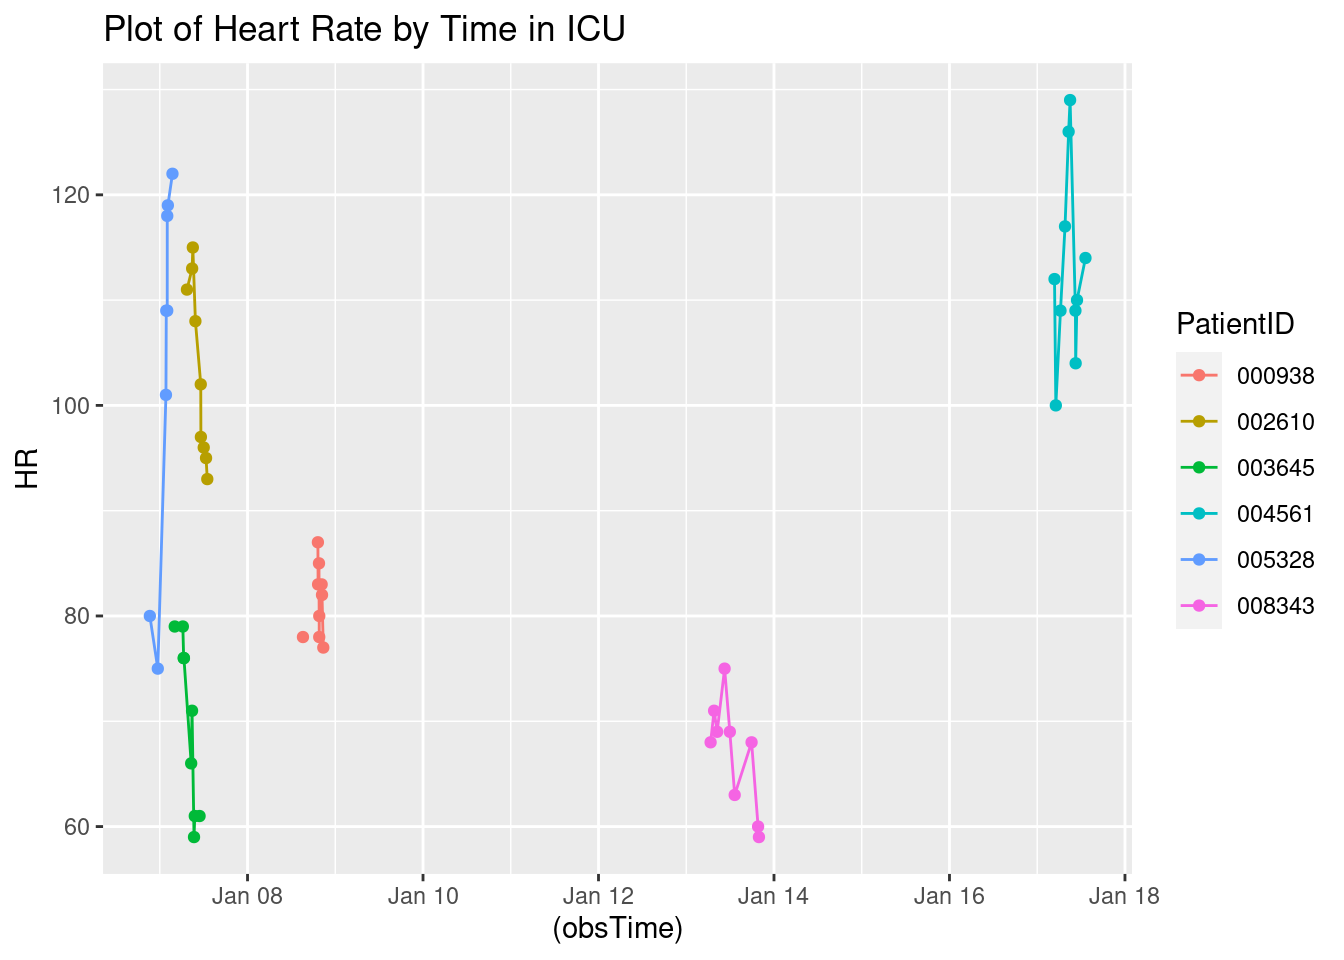 Plot of Heart Rate by Time in ICU
HR
120
100
80
60
Jan 08
Jan 10
Jan 12
Jan 14
Jan 16
Jan 18
(obsTime)
PatientID
000938
002610
003645
004561
005328
008343